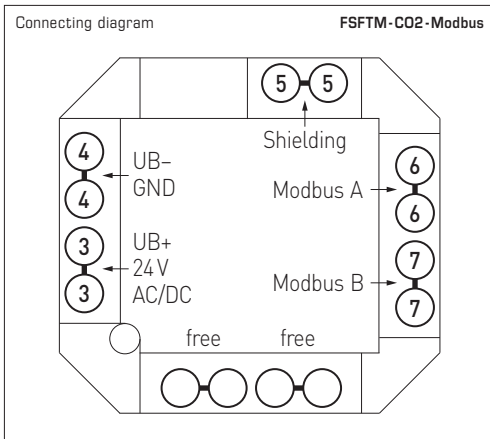 Connecting diagram
FSFTM-CO2-Modbus
5 5
Shielding
4
4
UB–
GND
3
3
UB+
24 V
AC/DC
Modbus A
6
6
Modbus B
7
7
free
free